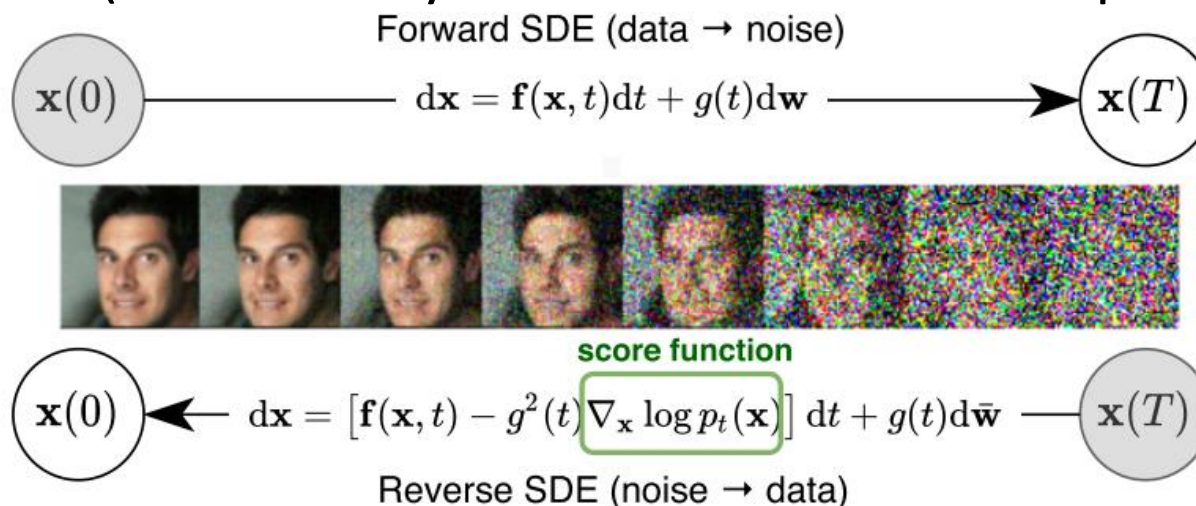 Forward SDE (data → noise)
x(0) dx = f(x, t)dt + g(t)dw x(T)
score function
x(0) dx = [f(x, t) − g²(t)∇ₓ log pₜ(x)] dt + g(t)dw̄ x(T)
Reverse SDE (noise → data)